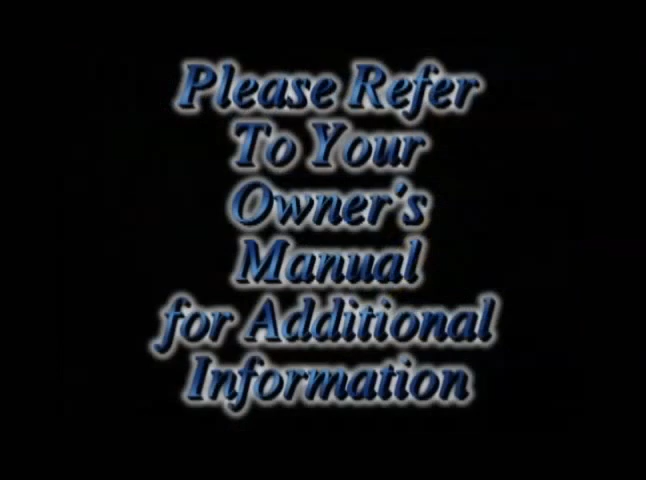 Please Refer
To Your
Owner's
Manual
for Additional
Information